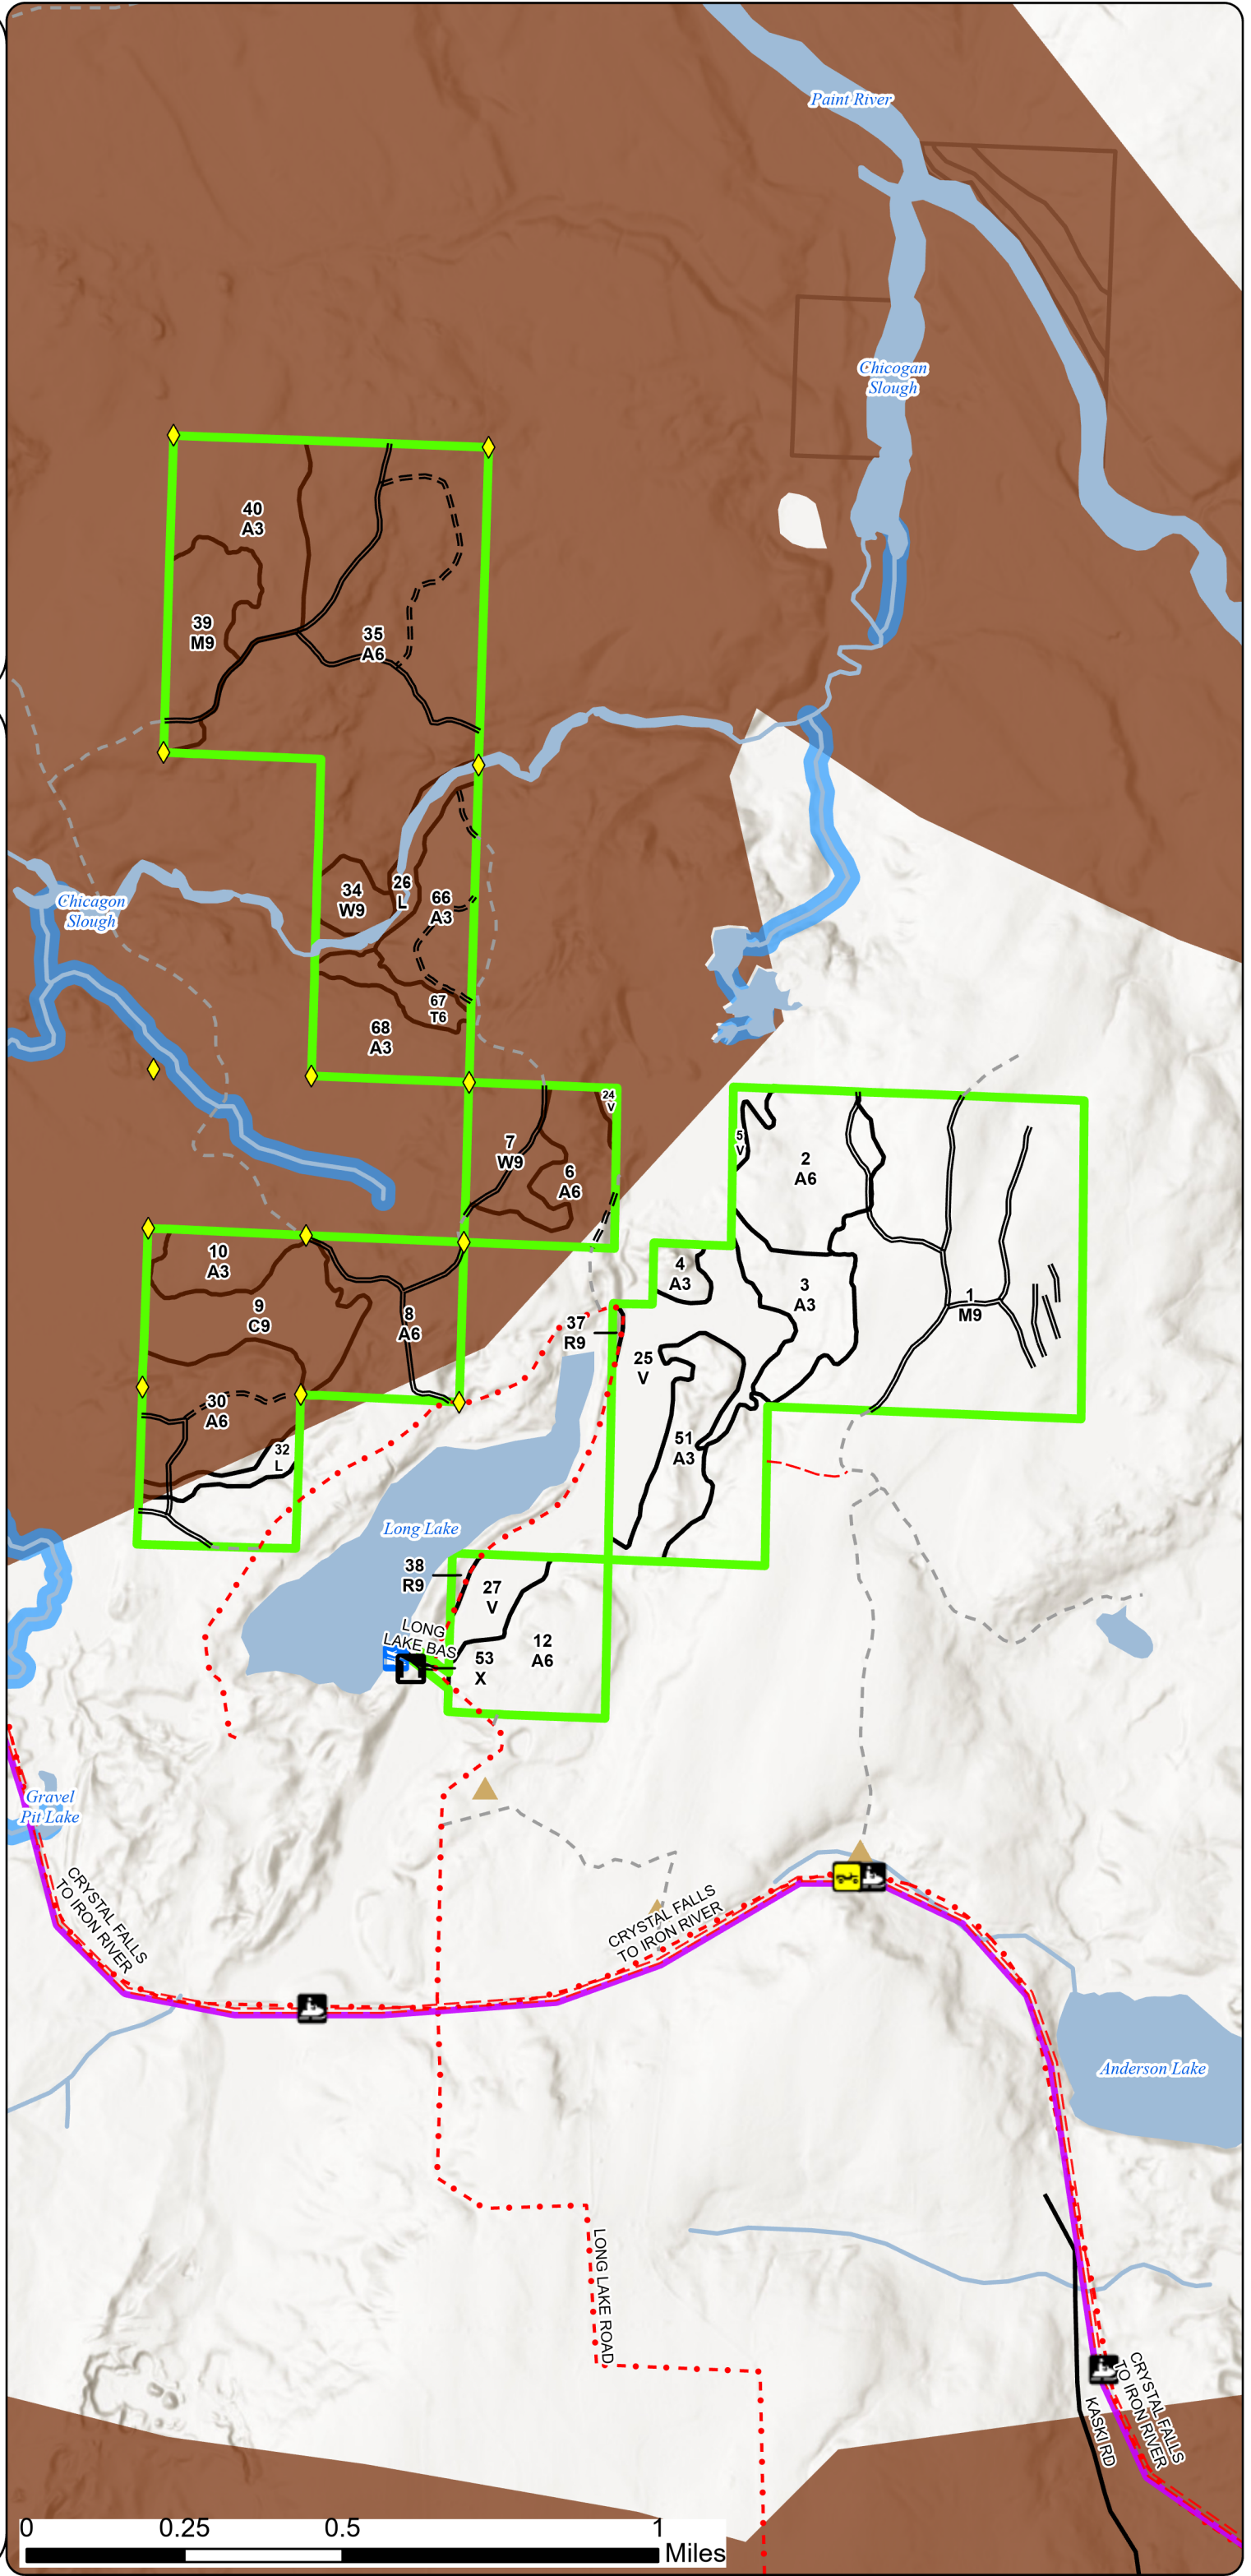 Paint River
Chicogan
Slough
40
A3
39
M9
35
A6
34
W9
26
L
66
A3
Chicagon
Slough
67
T6
68
A3
24
V
7
W9
6
A6
5
V
2
A6
10
A3
9
C9
8
A6
4
A3
3
A3
1
M9
37
R9
25
V
30
A6
32
L
51
A3
Long Lake
38
R9
27
V
LONG
LAKE BAS
12
A6
53
X
Gravel
Pit Lake
CRYSTAL FALLS
TO IRON RIVER
CRYSTAL FALLS
TO IRON RIVER
Anderson Lake
LONG LAKE ROAD
CRYSTAL FALLS
TO IRON RIVER
KASKI RD
0 0.25 0.5 1
Miles